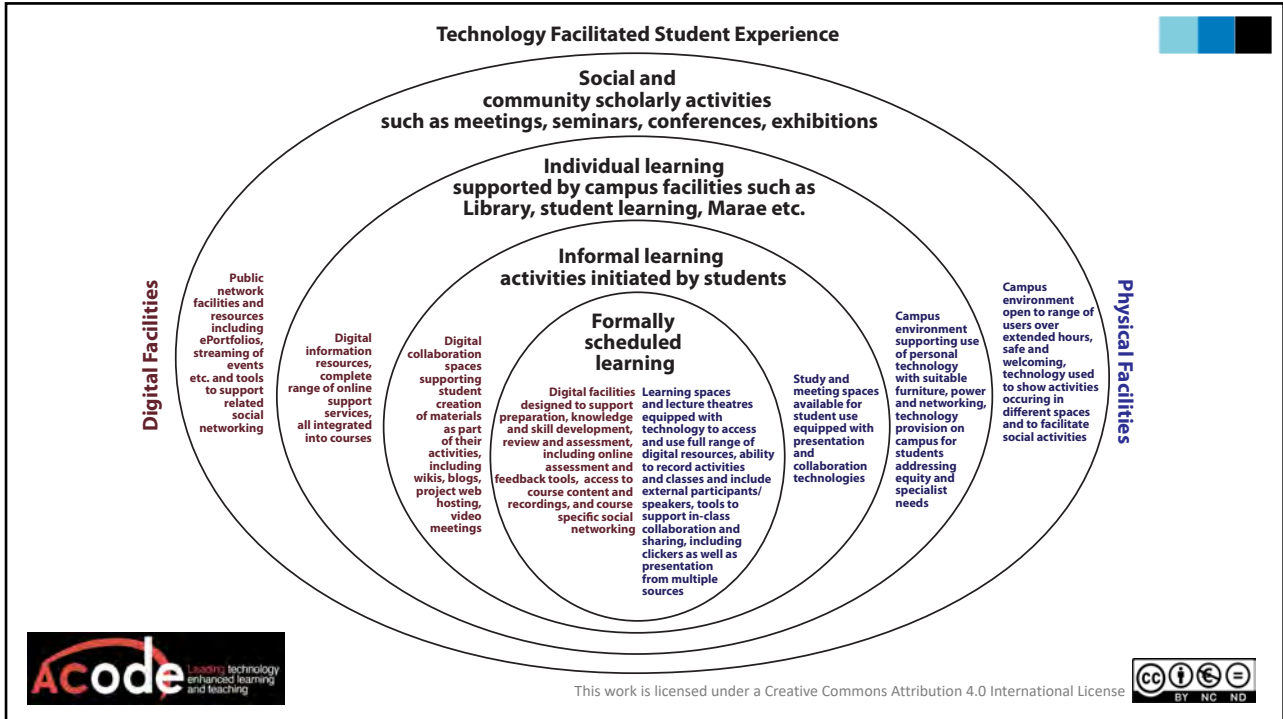 Technology Facilitated Student Experience
Social and
community scholarly activities
such as meetings, seminars, conferences, exhibitions
Individual learning
supported by campus facilities such as
Library, student learning, Marae etc.
Informal learning
activities initiated by students
Formally
scheduled
learning
Digital Facilities
Public
network
facilities and
resources
including
ePortfolios,
streaming of
events
etc. and tools
to support
related
social
networking
Digital
information
resources,
complete
range of online
support
services,
all integrated
into courses
Digital
collaboration
spaces
supporting
student
creation
of materials
as part
of their
activities,
including
wikis, blogs,
project web
hosting,
video
meetings
Digital facilities
designed to support
preparation, knowledge
and skill development,
review and assessment,
including online
assessment and
feedback tools, access to
course content and
recordings, and course
specific social
networking
Learning spaces
and lecture theatres
equipped with
technology to access
and use full range of
digital resources, ability
to record activities
and classes and include
external participants/
speakers, tools to
support in-class
collaboration and
sharing, including
clickers as well as
presentation
from multiple
sources
Study and
meeting spaces
available for
student use
equipped with
presentation
and
collaboration
technologies
Campus
environment
supporting use
of personal
technology
with suitable
furniture, power
and networking,
technology
provision on
campus for
students
addressing
equity and
specialist
needs
Campus
environment
open to range of
users over
extended hours,
safe and
welcoming,
technology used
to show activities
occuring in
different spaces
and to facilitate
social activities
Physical Facilities
ACode
Leading technology
enhanced learning
and teaching
This work is licensed under a Creative Commons Attribution 4.0 International License
cc
BY NC ND